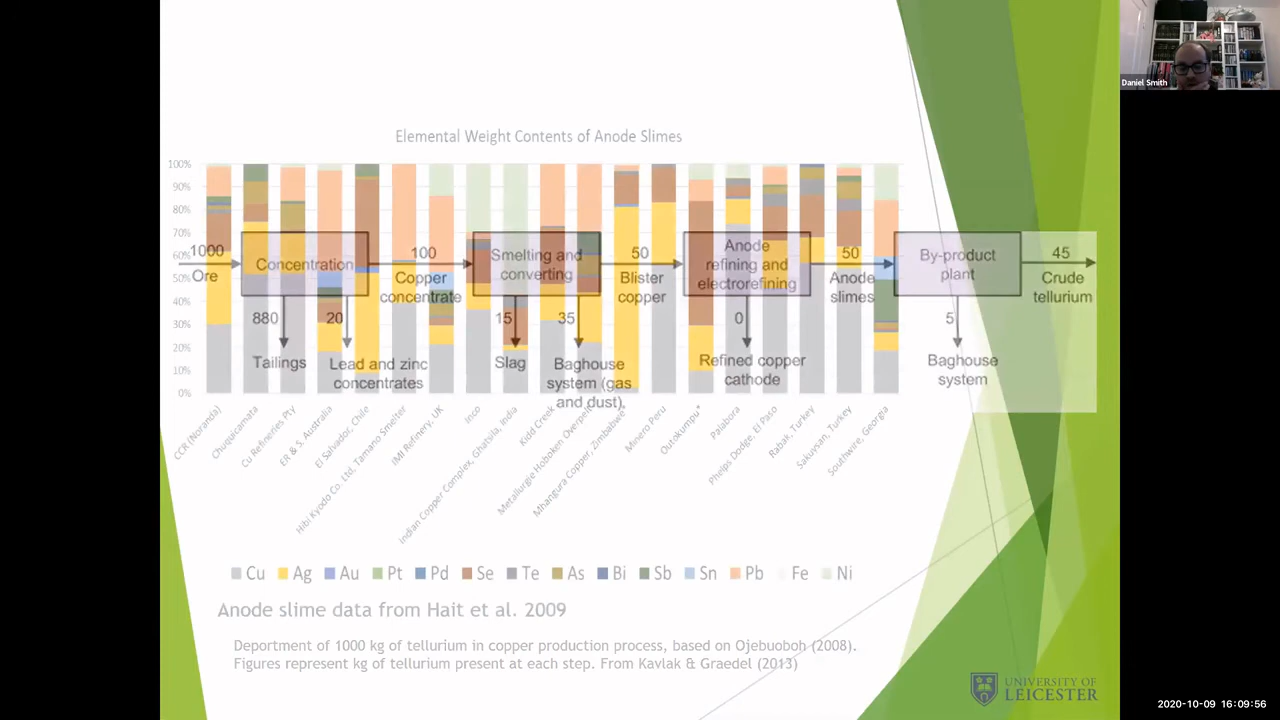 Elemental Weight Contents of Anode Slimes
100%
90%
80%
70%
60%
50%
40%
30%
20%
10%
0%
1000
Ore
Concentration
880
Tailings
20
Lead and zinc
concentrates
100
Copper
concentrate
Smelting and
converting
15
Slag
35
Baghouse
system (gas
and dust)
50
Blister
copper
Anode
refining and
electrorefining
0
Refined copper
cathode
50
Anode
slimes
By-product
plant
5
Baghouse
system
45
Crude
tellurium
CCR (Noranda)
Chuquicamata
Cu Refineries Pty
ER & S. Australia
El Salvador, Chile
Hibi Kyodo Co. Ltd, Tamano Smelter
IMI Refinery, UK
Inco
Indian Copper Complex, Ghatsila, India
Kidd Creek
Metallurgie Hoboken Overpelt
Mhangura Copper, Zimbabwe*
Minero Peru
Outokumpu*
Palabora
Phelps Dodge, El Paso
Rabak, Turkey
Sakuysan, Turkey
Southwire, Georgia
Cu Ag Au Pt Pd Se Te As Bi Sb Sn Pb Fe Ni
Anode slime data from Hait et al. 2009
Department of 1000 kg of tellurium in copper production process, based on Ojebuoboh (2008).
Figures represent kg of tellurium present at each step. From Kavlak & Graedel (2013)
UNIVERSITY OF
LEICESTER
Daniel Smith
2020-10-09 16:09:56